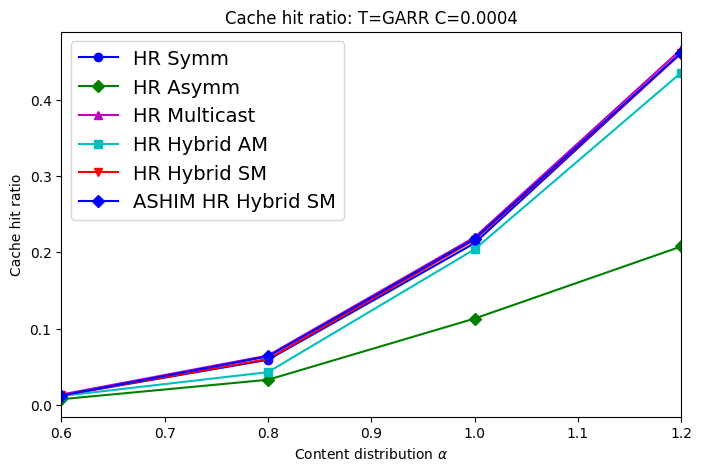 Cache hit ratio: T=GARR C=0.0004
HR Symm
HR Asymm
HR Multicast
HR Hybrid AM
HR Hybrid SM
ASHIM HR Hybrid SM
Cache hit ratio
0.4
0.3
0.2
0.1
0.0
0.6 0.7 0.8 0.9 1.0 1.1 1.2
Content distribution α